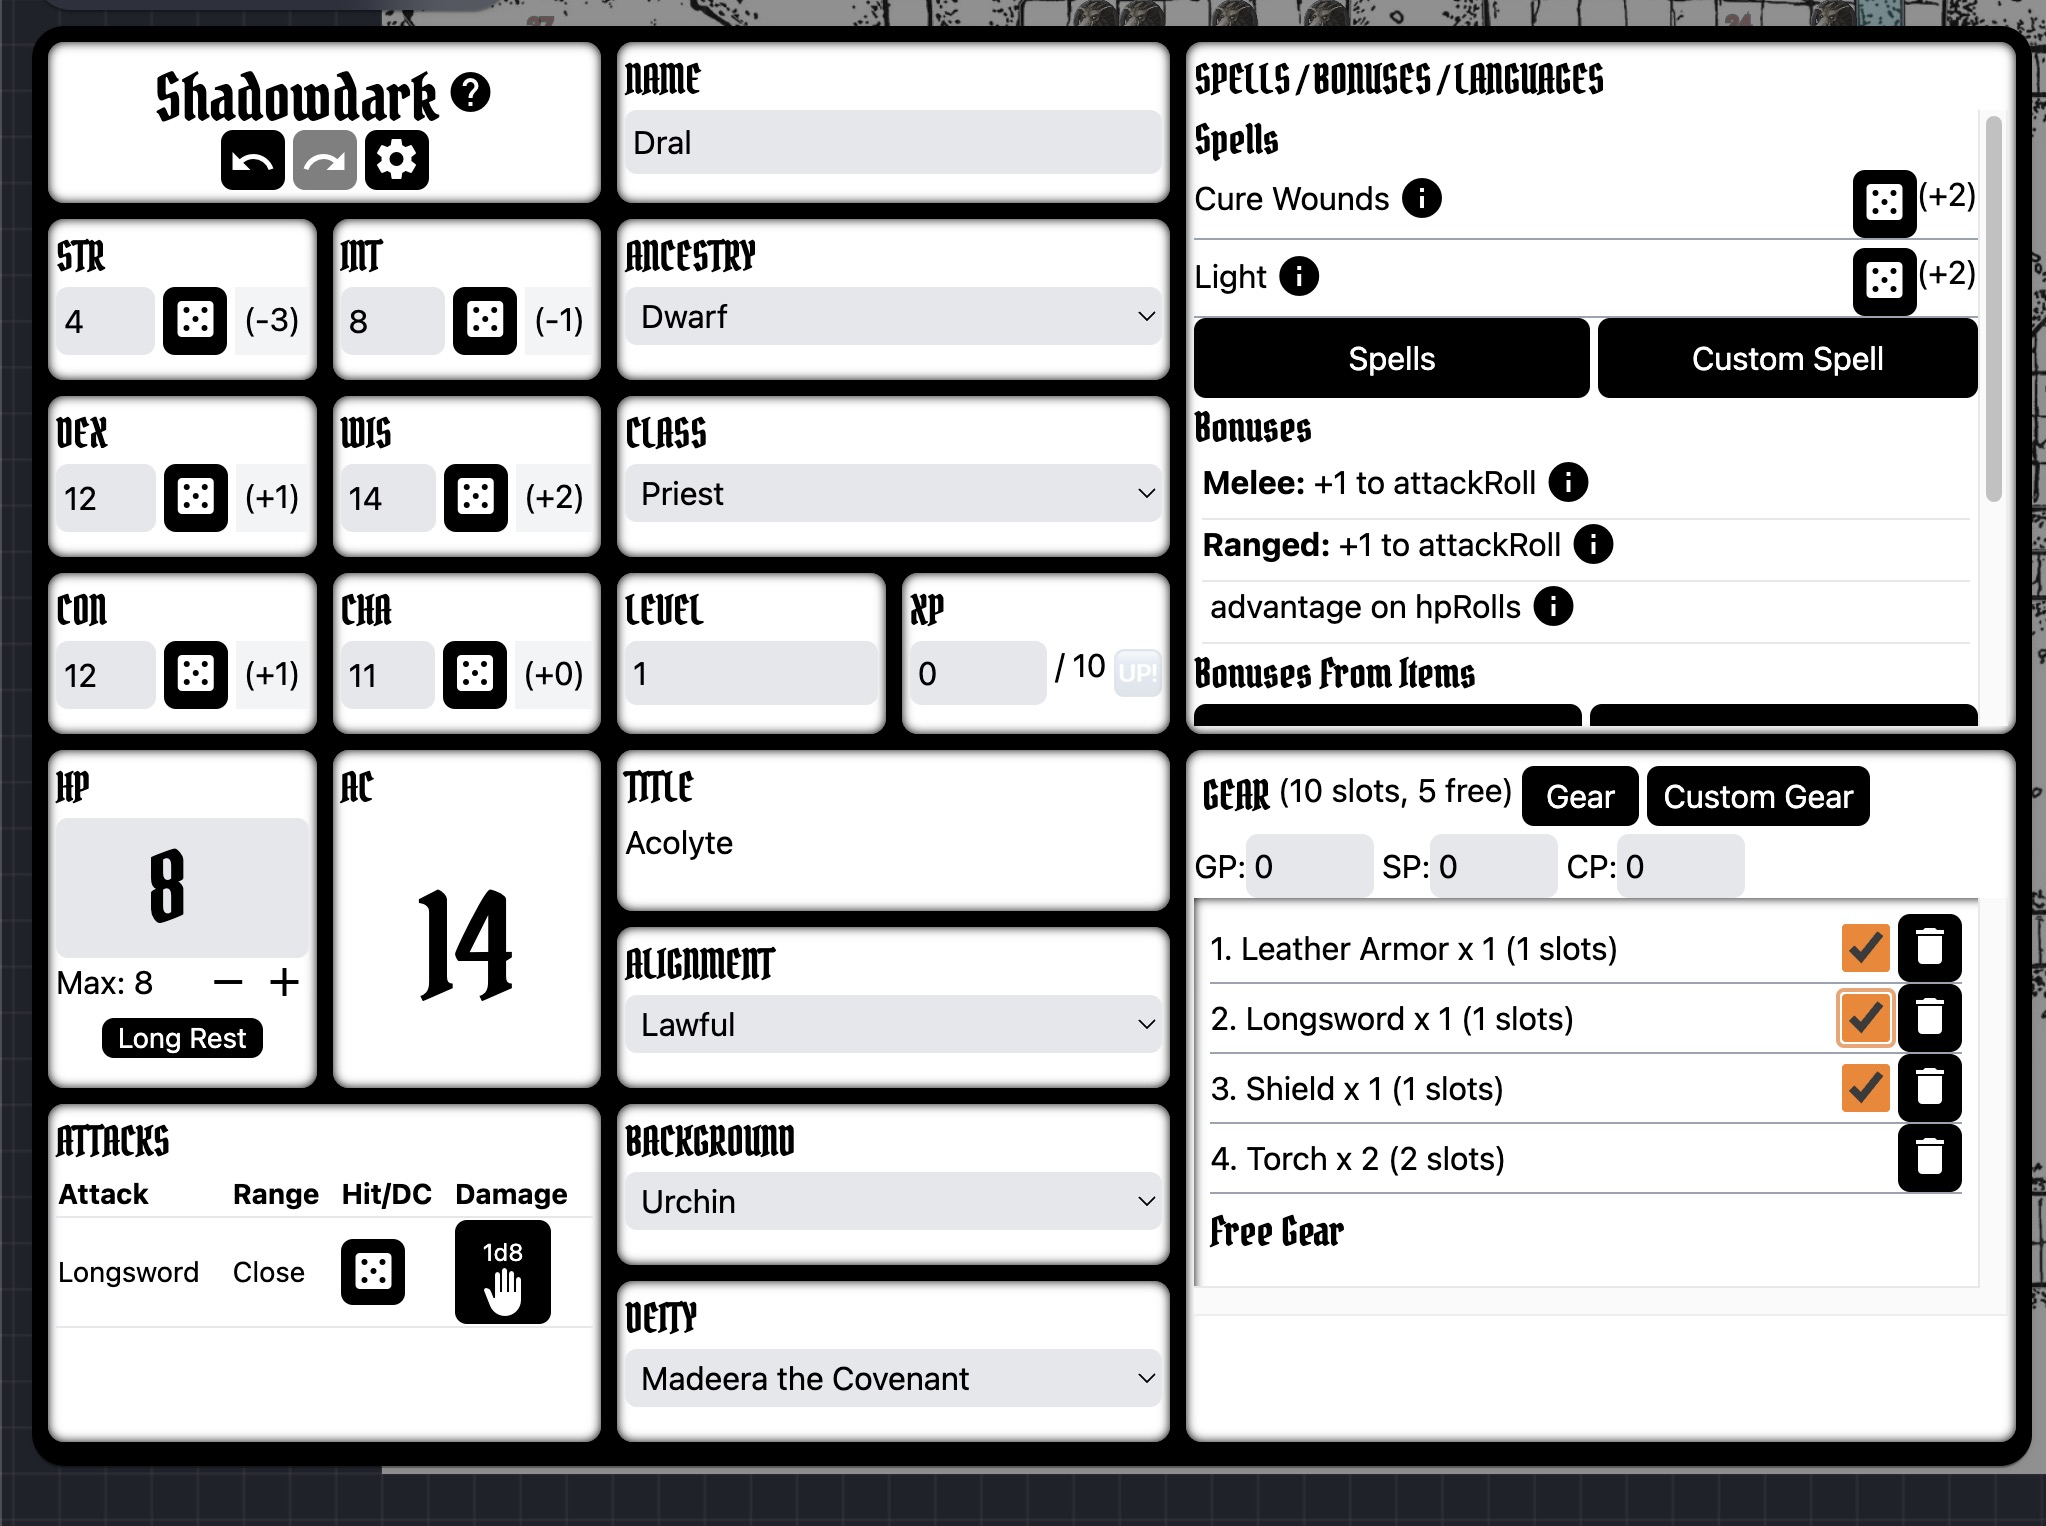 Shadowdark
NAME
Dral
STR
4 (-3)
INT
8 (-1)
ANCESTRY
Dwarf
DEX
12 (+1)
WIS
14 (+2)
CLASS
Priest
CON
12 (+1)
CHA
11 (+0)
LEVEL
1
XP
0 / 10 UP!
HP
8
Max: 8 − +
Long Rest
AC
14
TITLE
Acolyte
ALIGNMENT
Lawful
ATTACKS
Attack Range Hit/DC Damage
Longsword Close 1d8
BACKGROUND
Urchin
DEITY
Madeera the Covenant
SPELLS/BONUSES/LANGUAGES
Spells
Cure Wounds (+2)
Light (+2)
Spells Custom Spell
Bonuses
Melee: +1 to attackRoll
Ranged: +1 to attackRoll
advantage on hpRolls
Bonuses From Items
GEAR (10 slots, 5 free) Gear Custom Gear
GP: 0 SP: 0 CP: 0
1. Leather Armor x 1 (1 slots)
2. Longsword x 1 (1 slots)
3. Shield x 1 (1 slots)
4. Torch x 2 (2 slots)
Free Gear